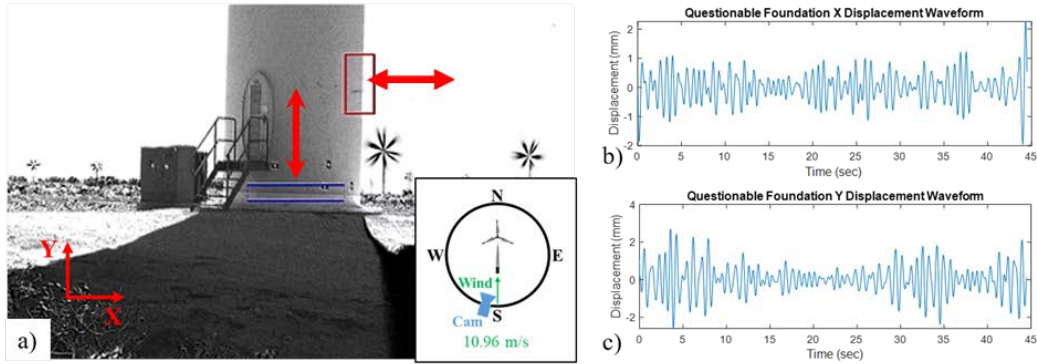 Y
X
a)
N
W
E
Wind
Cam
S
10.96 m/s
Questionable Foundation X Displacement Waveform
Displacement (mm)
2
1
0
-1
-2
0 5 10 15 20 25 30 35 40 45
Time (sec)
b)
Questionable Foundation Y Displacement Waveform
Displacement (mm)
4
2
0
-2
0 5 10 15 20 25 30 35 40 45
Time (sec)
c)